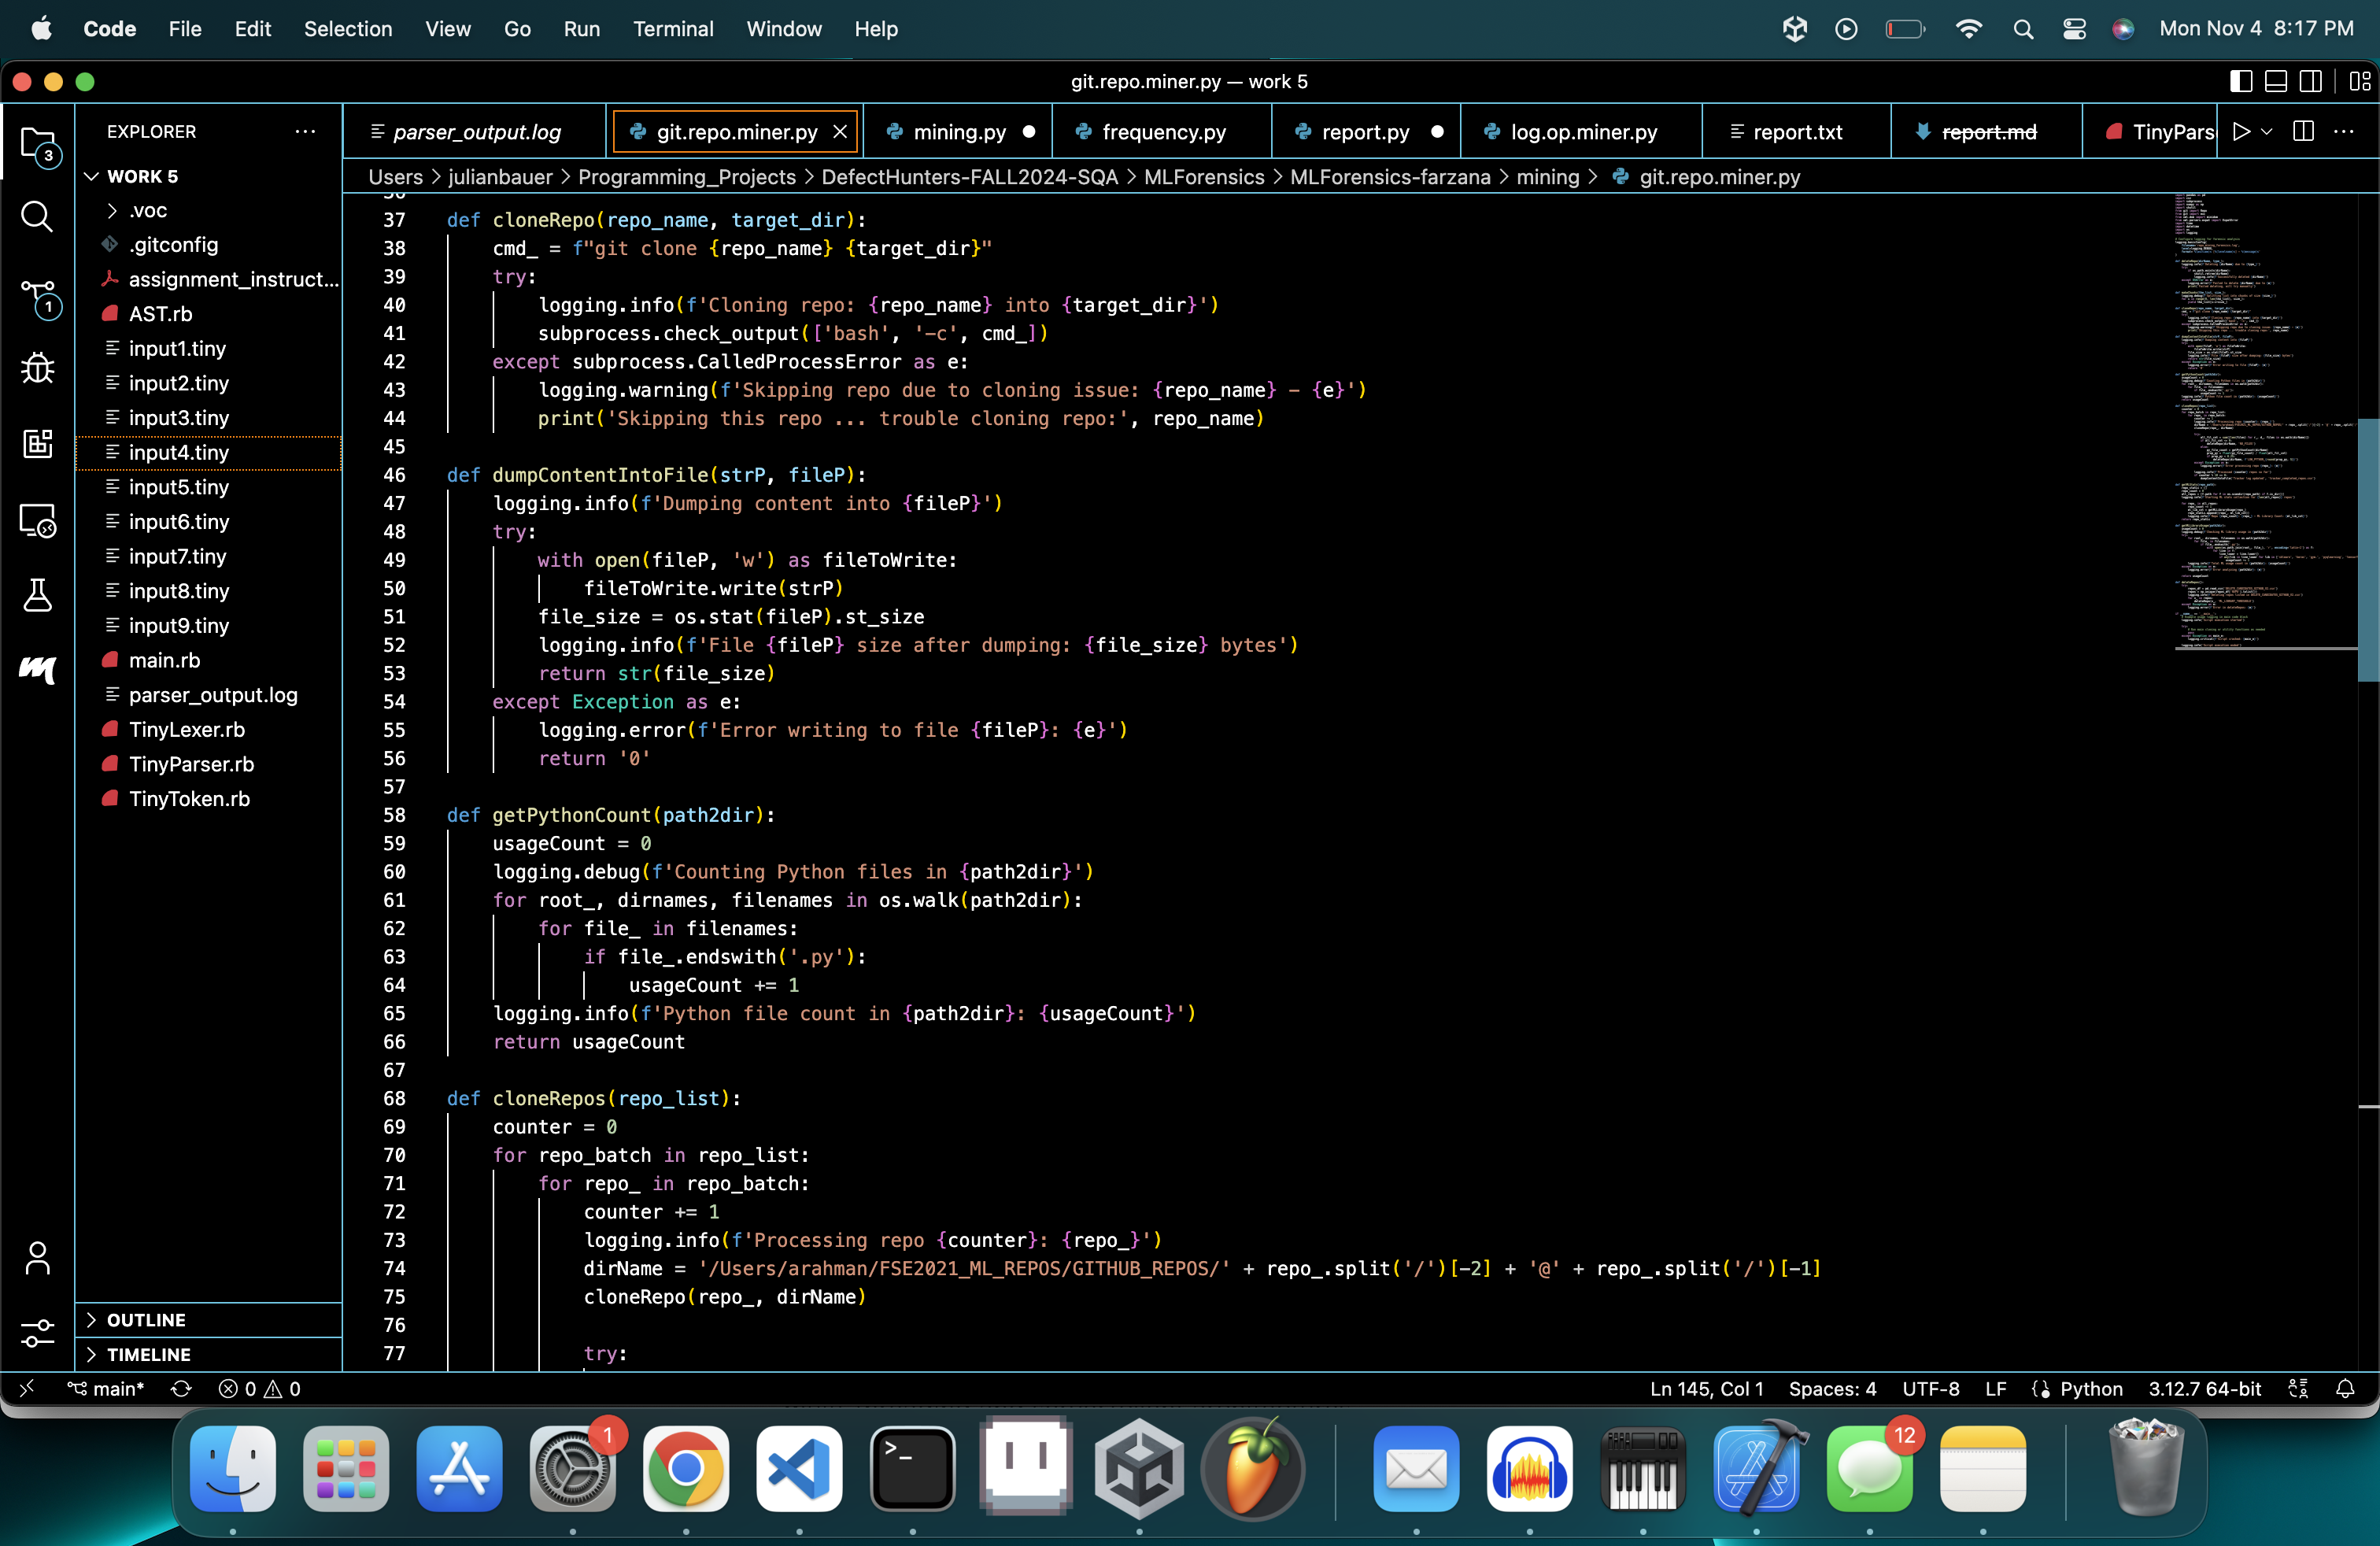 Code File Edit Selection View Go Run Terminal Window Help Mon Nov 4 8:17 PM
git.repo.miner.py — work 5
EXPLORER
parser_output.log git.repo.miner.py mining.py frequency.py report.py log.op.miner.py report.txt report.md TinyPars
Users > julianbauer > Programming_Projects > DefectHunters-FALL2024-SQA > MLForensics > MLForensics-farzana > mining > git.repo.miner.py
3
1
WORK 5
.voc
.gitconfig
assignment_instruct...
AST.rb
input1.tiny
input2.tiny
input3.tiny
input4.tiny
input5.tiny
input6.tiny
input7.tiny
input8.tiny
input9.tiny
main.rb
parser_output.log
TinyLexer.rb
TinyParser.rb
TinyToken.rb
OUTLINE
TIMELINE
37 def cloneRepo(repo_name, target_dir):
38     cmd_ = f"git clone {repo_name} {target_dir}"
39     try:
40         logging.info(f'Cloning repo: {repo_name} into {target_dir}')
41         subprocess.check_output(['bash', '-c', cmd_])
42     except subprocess.CalledProcessError as e:
43         logging.warning(f'Skipping repo due to cloning issue: {repo_name} - {e}')
44         print('Skipping this repo ... trouble cloning repo:', repo_name)
45
46 def dumpContentIntoFile(strP, fileP):
47     logging.info(f'Dumping content into {fileP}')
48     try:
49         with open(fileP, 'w') as fileToWrite:
50             fileToWrite.write(strP)
51         file_size = os.stat(fileP).st_size
52         logging.info(f'File {fileP} size after dumping: {file_size} bytes')
53         return str(file_size)
54     except Exception as e:
55         logging.error(f'Error writing to file {fileP}: {e}')
56         return '0'
57
58 def getPythonCount(path2dir):
59     usageCount = 0
60     logging.debug(f'Counting Python files in {path2dir}')
61     for root_, dirnames, filenames in os.walk(path2dir):
62         for file_ in filenames:
63             if file_.endswith('.py'):
64                 usageCount += 1
65     logging.info(f'Python file count in {path2dir}: {usageCount}')
66     return usageCount
67
68 def cloneRepos(repo_list):
69     counter = 0
70     for repo_batch in repo_list:
71         for repo_ in repo_batch:
72             counter += 1
73             logging.info(f'Processing repo {counter}: {repo_}')
74             dirName = '/Users/arahman/FSE2021_ML_REPOS/GITHUB_REPOS/' + repo_.split('/')[-2] + '@' + repo_.split('/')[-1]
75             cloneRepo(repo_, dirName)
76
77             try:
main* 0 0 Ln 145, Col 1 Spaces: 4 UTF-8 LF Python 3.12.7 64-bit
1
12